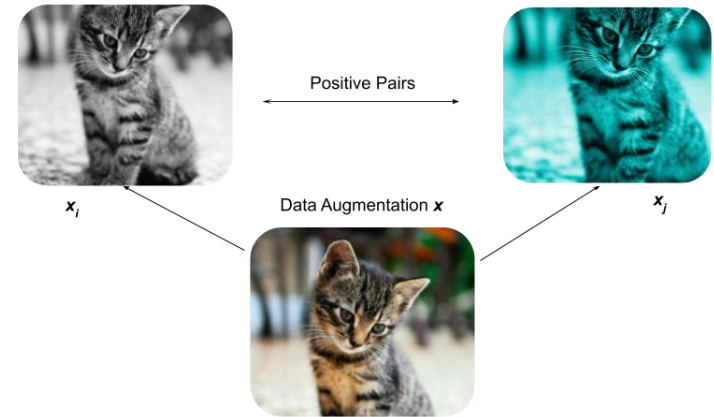 Positive Pairs
x_i
x_j
Data Augmentation x